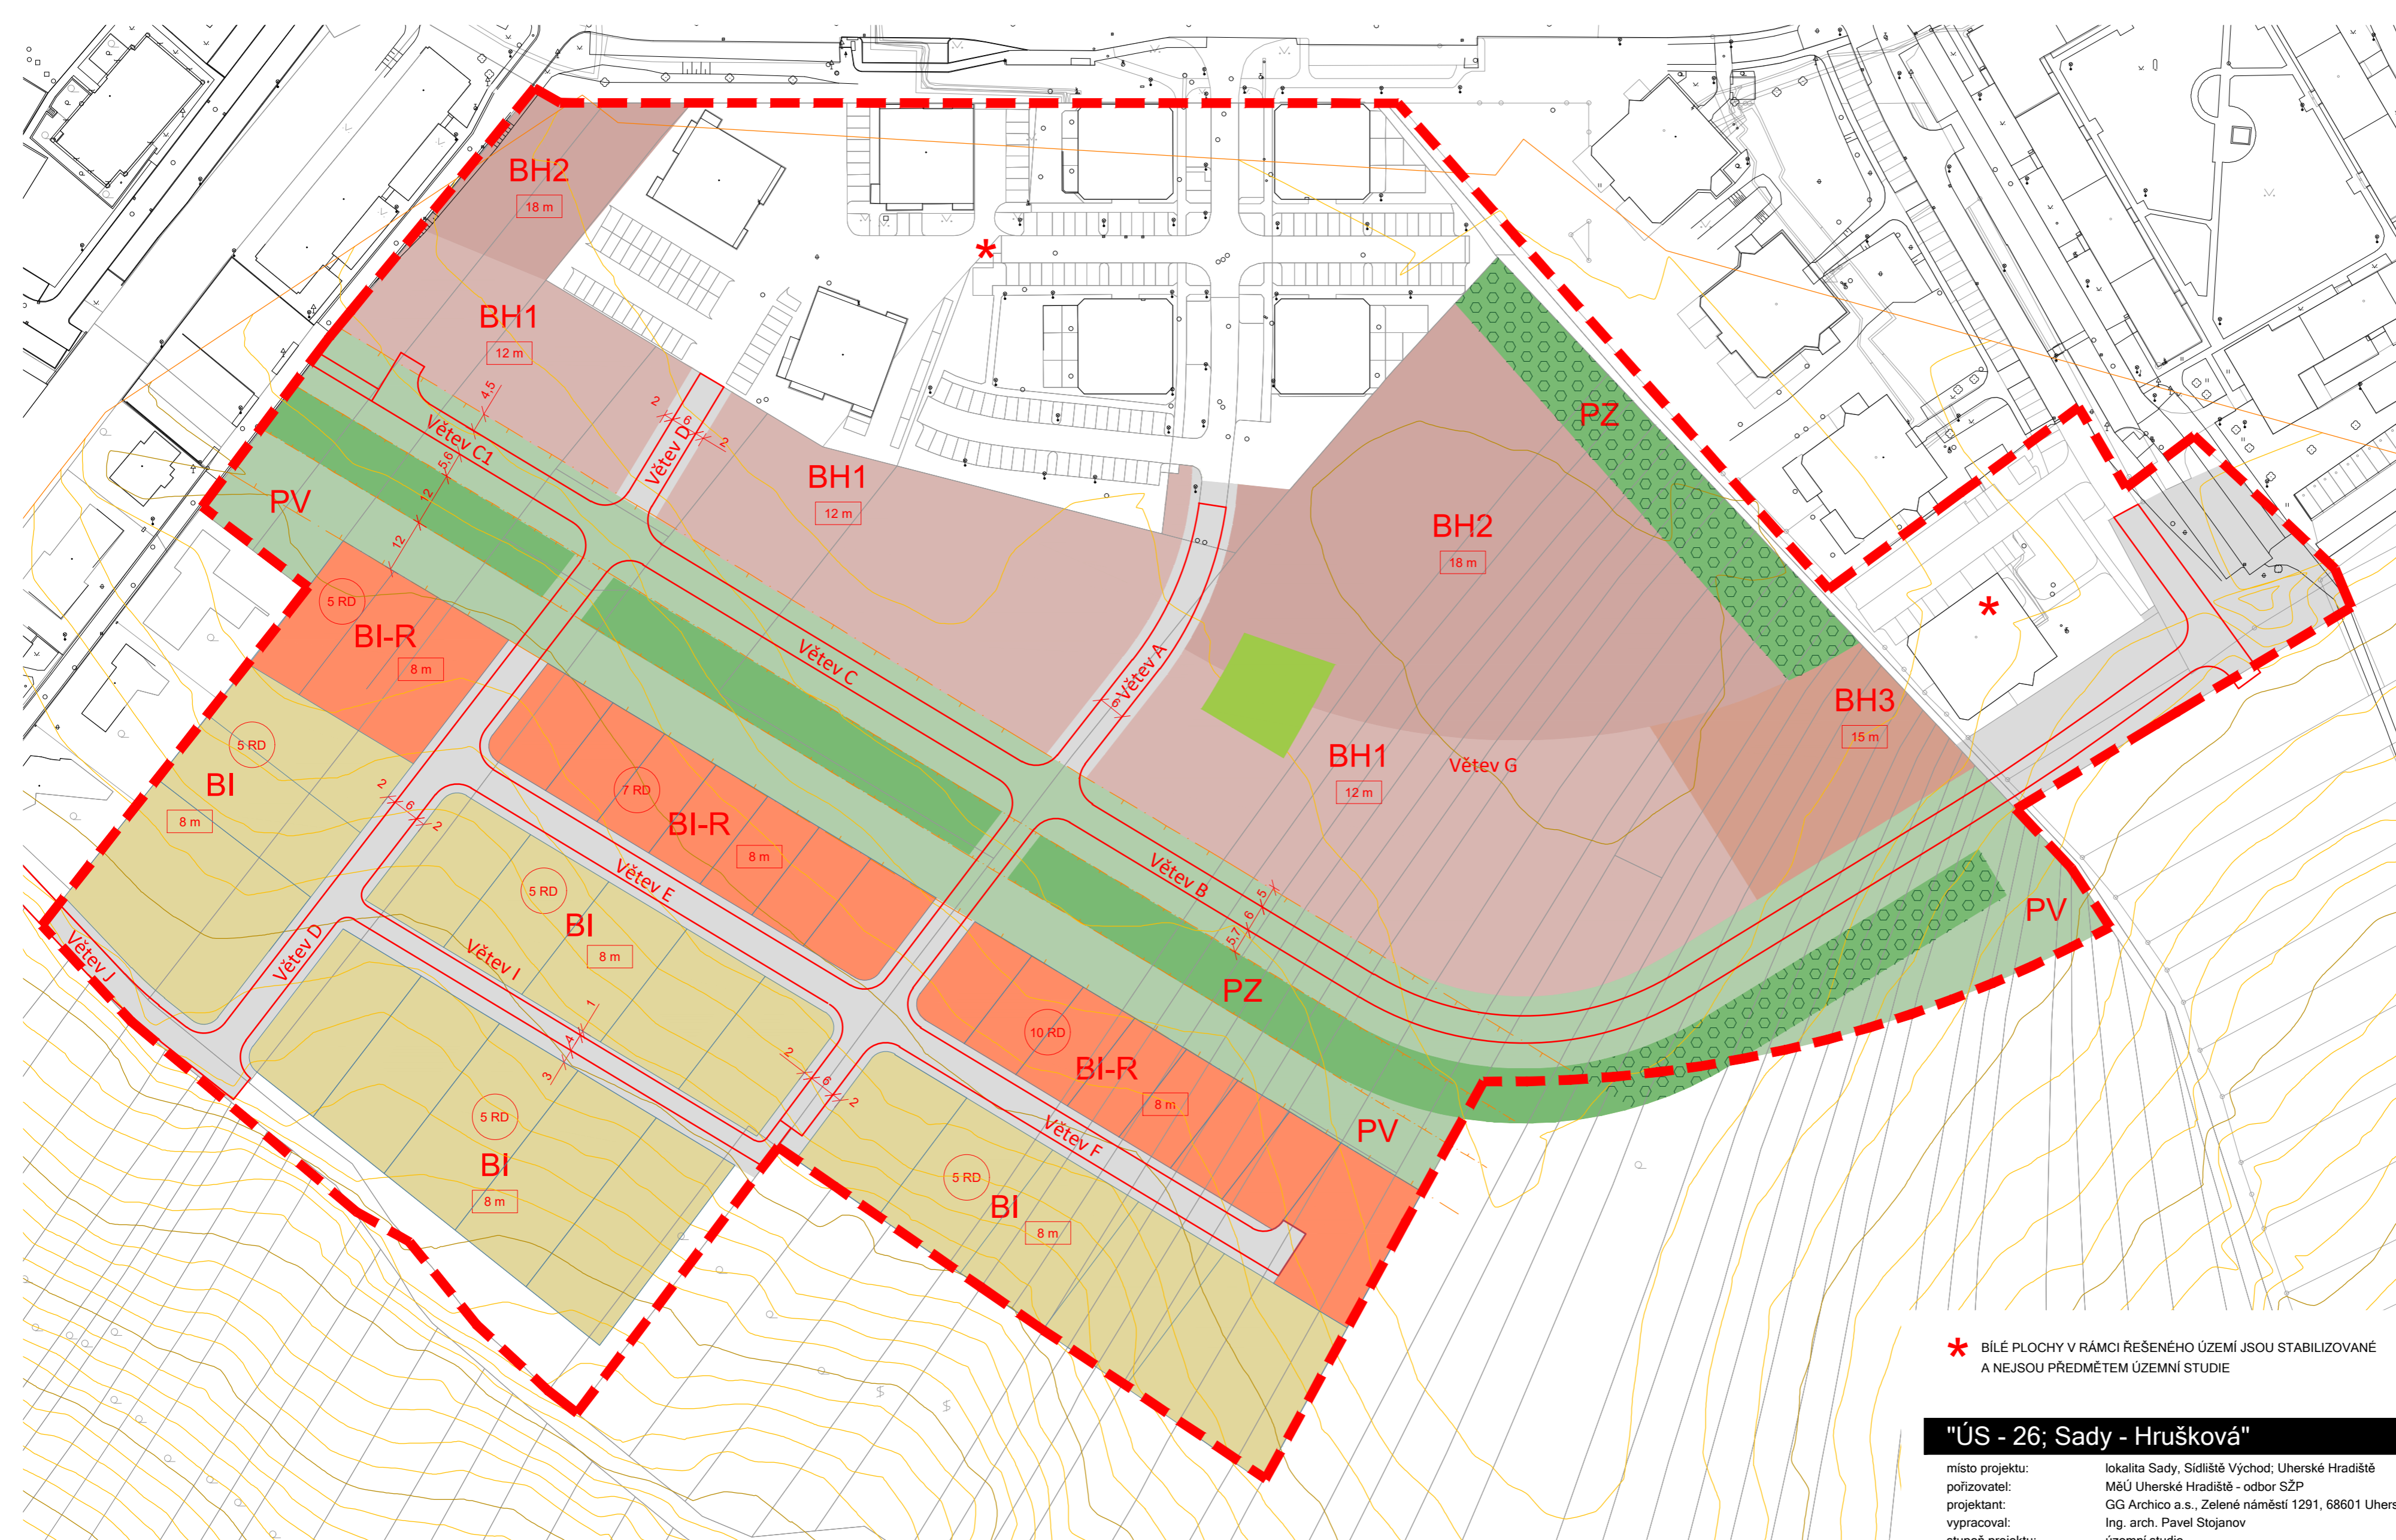 BH2
18 m
BH1
12 m
4,5
Větev C1
5,6
12
12
PV
2
6
2
Větev D
BH1
12 m
PZ
BH2
18 m
5 RD
BI-R
8 m
Větev C
Větev A
6
BH3
15 m
BH1
12 m
Větev G
5 RD
BI
8 m
2
6
2
7 RD
BI-R
8 m
Větev E
5 RD
BI
8 m
Větev B
5
6
5,7
PZ
PV
Větev J
Větev D
Větev I
1
4
3
10 RD
BI-R
8 m
2
6
2
PV
5 RD
BI
8 m
Větev F
5 RD
BI
8 m
* BÍLÉ PLOCHY V RÁMCI ŘEŠENÉHO ÚZEMÍ JSOU STABILIZOVANÉ
A NEJSOU PŘEDMĚTEM ÚZEMNÍ STUDIE
"ÚS - 26; Sady - Hrušková"
místo projektu: lokalita Sady, Sídliště Východ; Uherské Hradiště
pořizovatel: MěÚ Uherské Hradiště - odbor SŽP
projektant: GG Archico a.s., Zelené náměstí 1291, 68601 Uhers
vypracoval: Ing. arch. Pavel Stojanov
stupeň projektu: územní studie